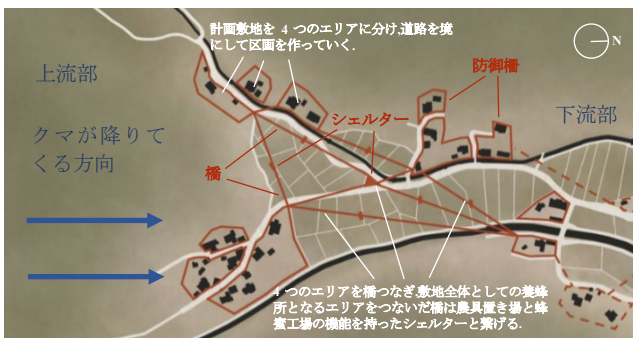 計画敷地を 4 つのエリアに分け,道路を境
にして区画を作っていく.
N
上流部
防御柵
シェルター
下流部
クマが降りて
くる方向
橋
4 つのエリアを橋つなぎ,敷地全体としての養蜂
所となるエリアをつないだ橋は農具置き場と蜂
蜜工場の機能を持ったシェルターと繋げる.